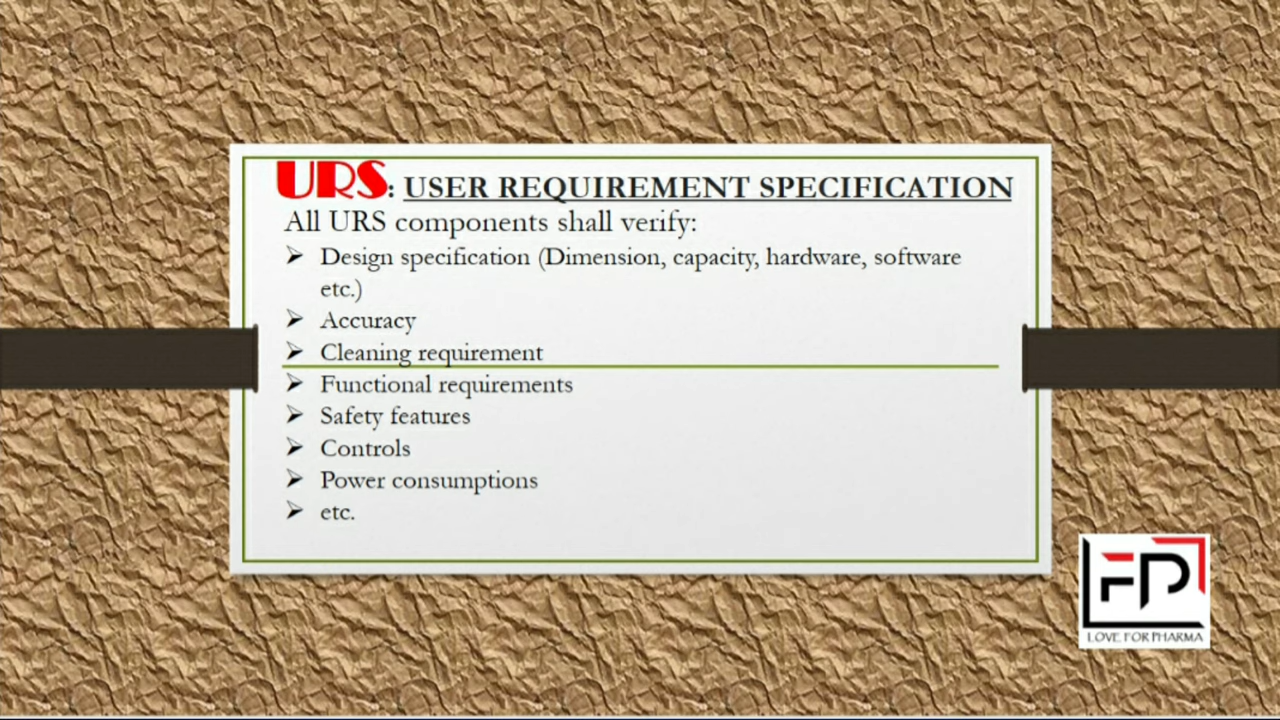 URS: USER REQUIREMENT SPECIFICATION
All URS components shall verify:
➢ Design specification (Dimension, capacity, hardware, software
etc.)
➢ Accuracy
➢ Cleaning requirement
➢ Functional requirements
➢ Safety features
➢ Controls
➢ Power consumptions
➢ etc.
FP
LOVE FOR PHARMA